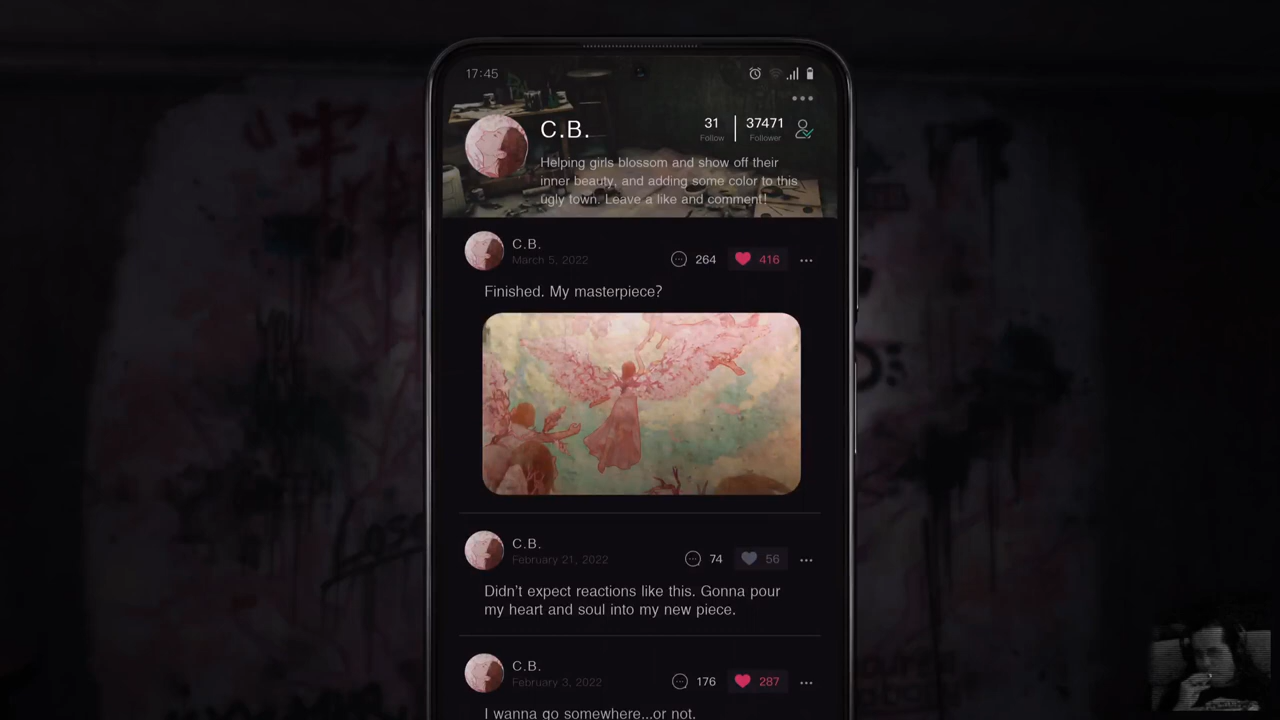 17:45
C.B.
31
Follow
37471
Follower
Helping girls blossom and show off their
inner beauty, and adding some color to this
ugly town. Leave a like and comment!
C.B.
March 5, 2022
264
416
Finished. My masterpiece?
C.B.
February 21, 2022
74
56
Didn't expect reactions like this. Gonna pour
my heart and soul into my new piece.
C.B.
February 3, 2022
176
287
I wanna go somewhere...or not.